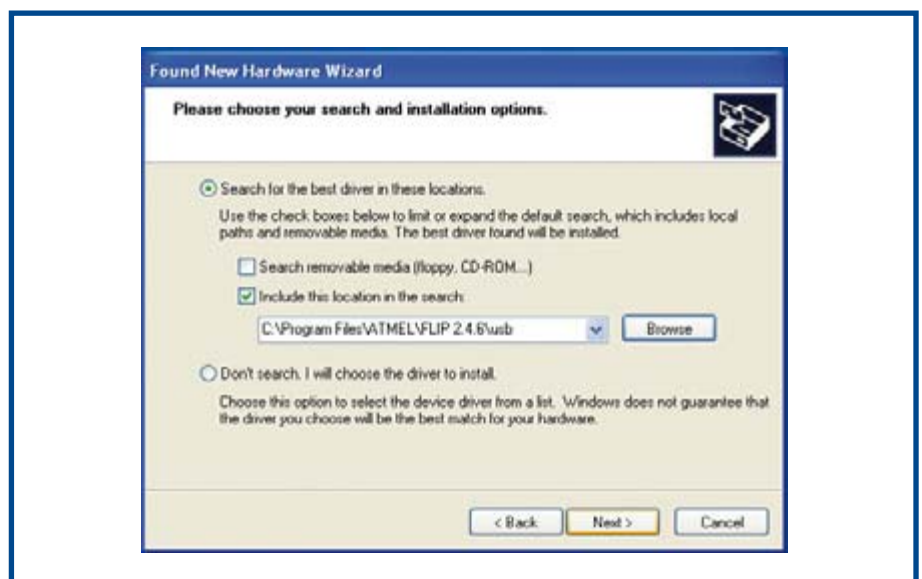 Found New Hardware Wizard
Please choose your search and installation options.
Search for the best driver in these locations.
Use the check boxes below to limit or expand the default search, which includes local
paths and removable media. The best driver found will be installed.
Search removable media (floppy, CD-ROM...)
Include this location in the search:
C:\Program Files\ATMEL\FLIP 2.4.6\usb
Browse
Don't search. I will choose the driver to install.
Choose this option to select the device driver from a list. Windows does not guarantee that
the driver you choose will be the best match for your hardware.
< Back
Next >
Cancel